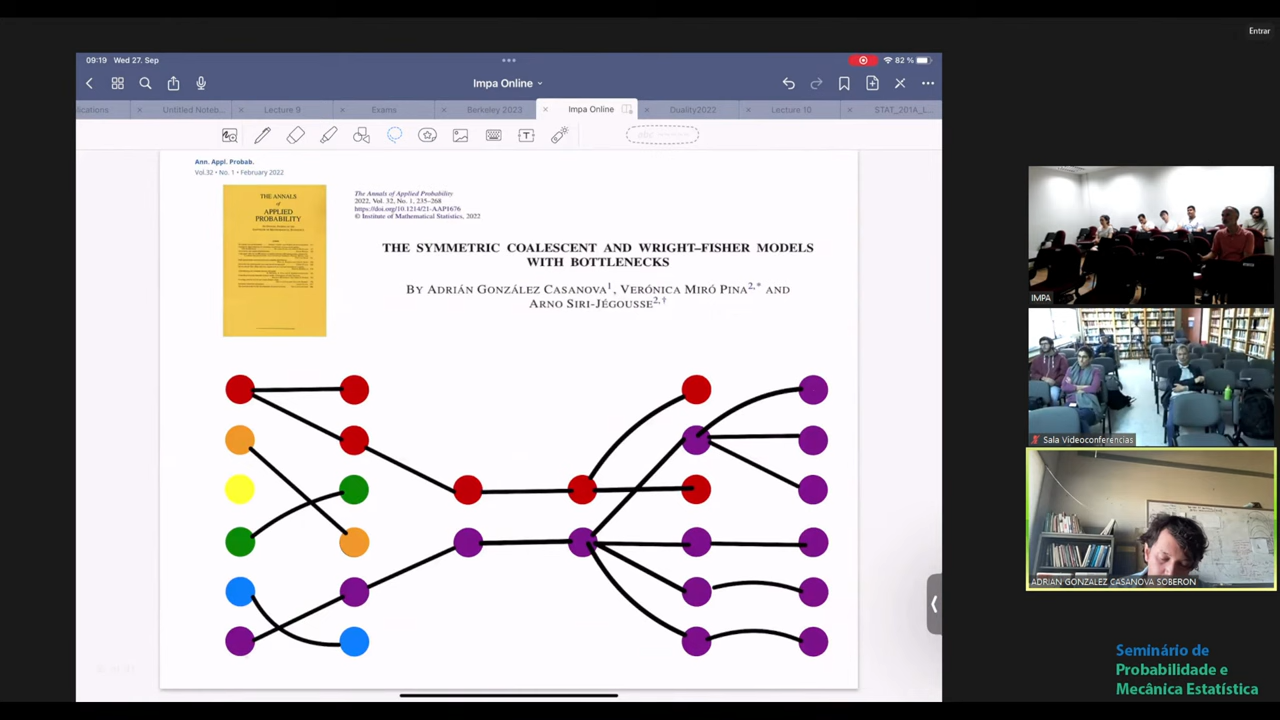 Entrar
09:19 Wed 27. Sep
82 %
Impa Online
lications
Untitled Noteb...
Lecture 9
Exams
Berkeley 2023
Impa Online
Duality2022
Lecture 10
STAT_201A_L...
Ann. Appl. Probab.
Vol.32 • No. 1 • February 2022
THE ANNALS
of
APPLIED
PROBABILITY
The Annals of Applied Probability
2022, Vol. 32, No. 1, 235–268
https://doi.org/10.1214/21-AAP1676
© Institute of Mathematical Statistics, 2022
THE SYMMETRIC COALESCENT AND WRIGHT–FISHER MODELS
WITH BOTTLENECKS
BY ADRIÁN GONZÁLEZ CASANOVA1, VERÓNICA MIRÓ PINA2,* AND
ARNO SIRI-JÉGOUSSE2,†
IMPA
Sala Videoconferências
ADRIAN GONZALEZ CASANOVA SOBERON
Seminário de
Probabilidade e
Mecânica Estatística